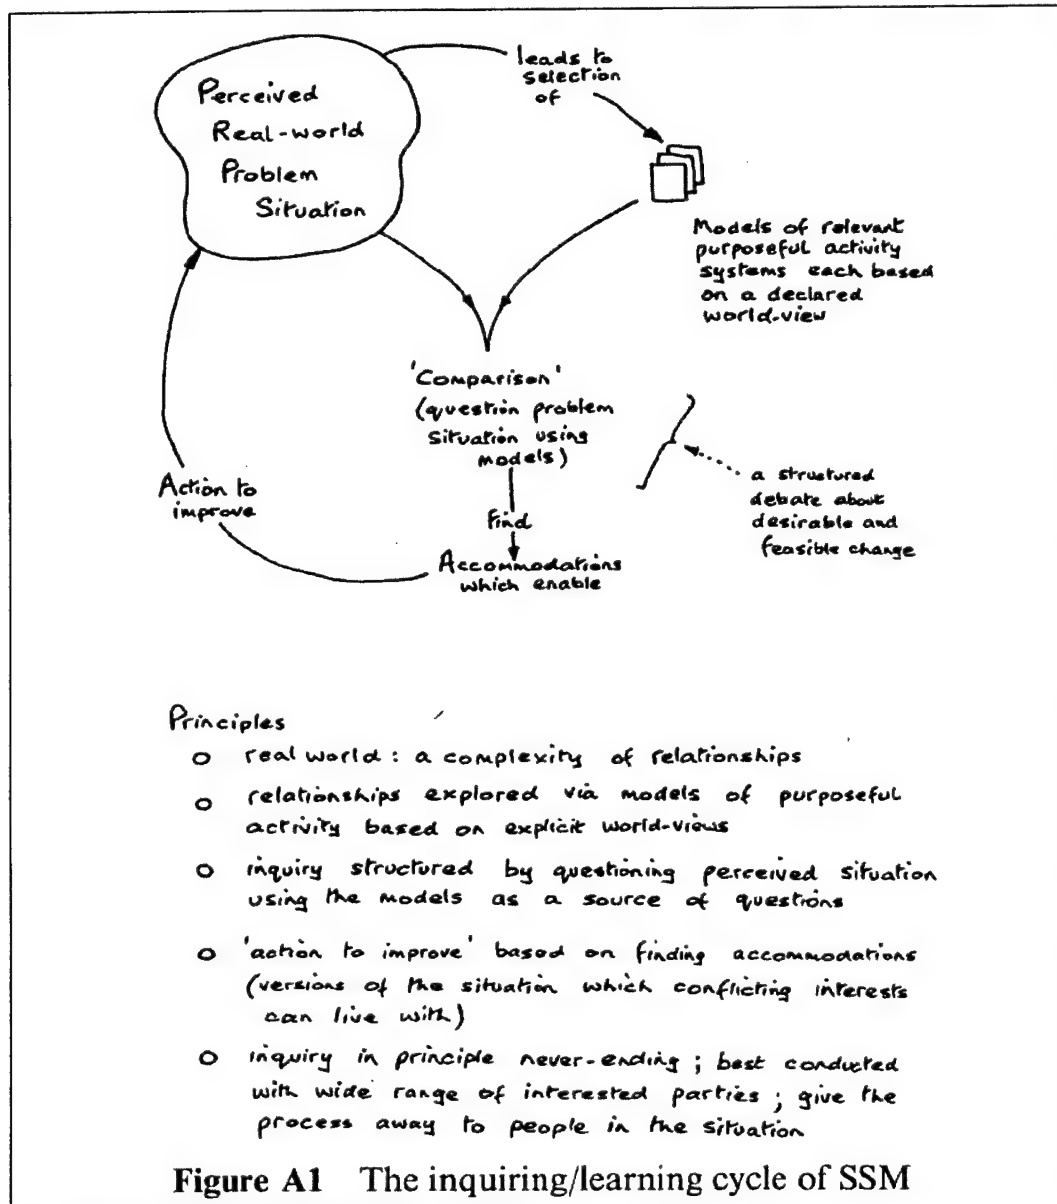 Perceived
Real-world
Problem
Situation
leads to
selection
of
Models of relevant
purposeful activity
systems each based
on a declared
world-view
'Comparison'
(question problem
situation using
models)
a structured
debate about
desirable and
feasible change
Find
Accommodations
which enable
Action to
improve
Principles
o real world: a complexity of relationships
o relationships explored via models of purposeful
activity based on explicit world-views
o inquiry structured by questioning perceived situation
using the models as a source of questions
o 'action to improve' based on finding accommodations
(versions of the situation which conflicting interests
can live with)
o inquiry in principle never-ending; best conducted
with wide range of interested parties; give the
process away to people in the situation
Figure A1 The inquiring/learning cycle of SSM